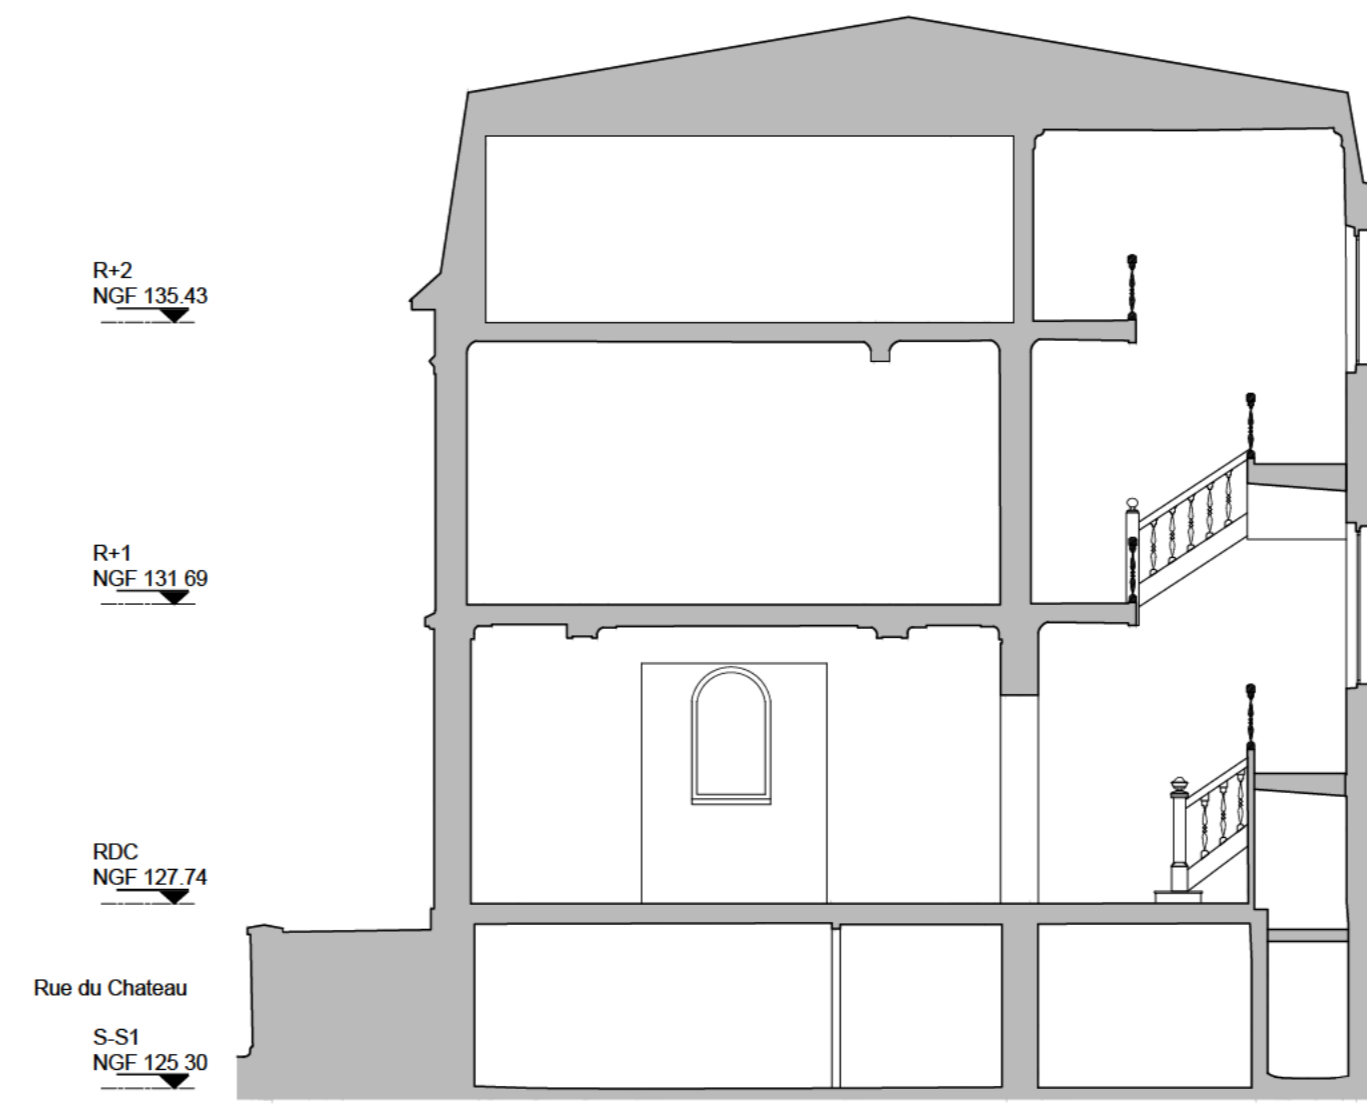 R+2
NGF 135.43
R+1
NGF 131 69
RDC
NGF 127.74
Rue du Chateau
S-S1
NGF 125 30